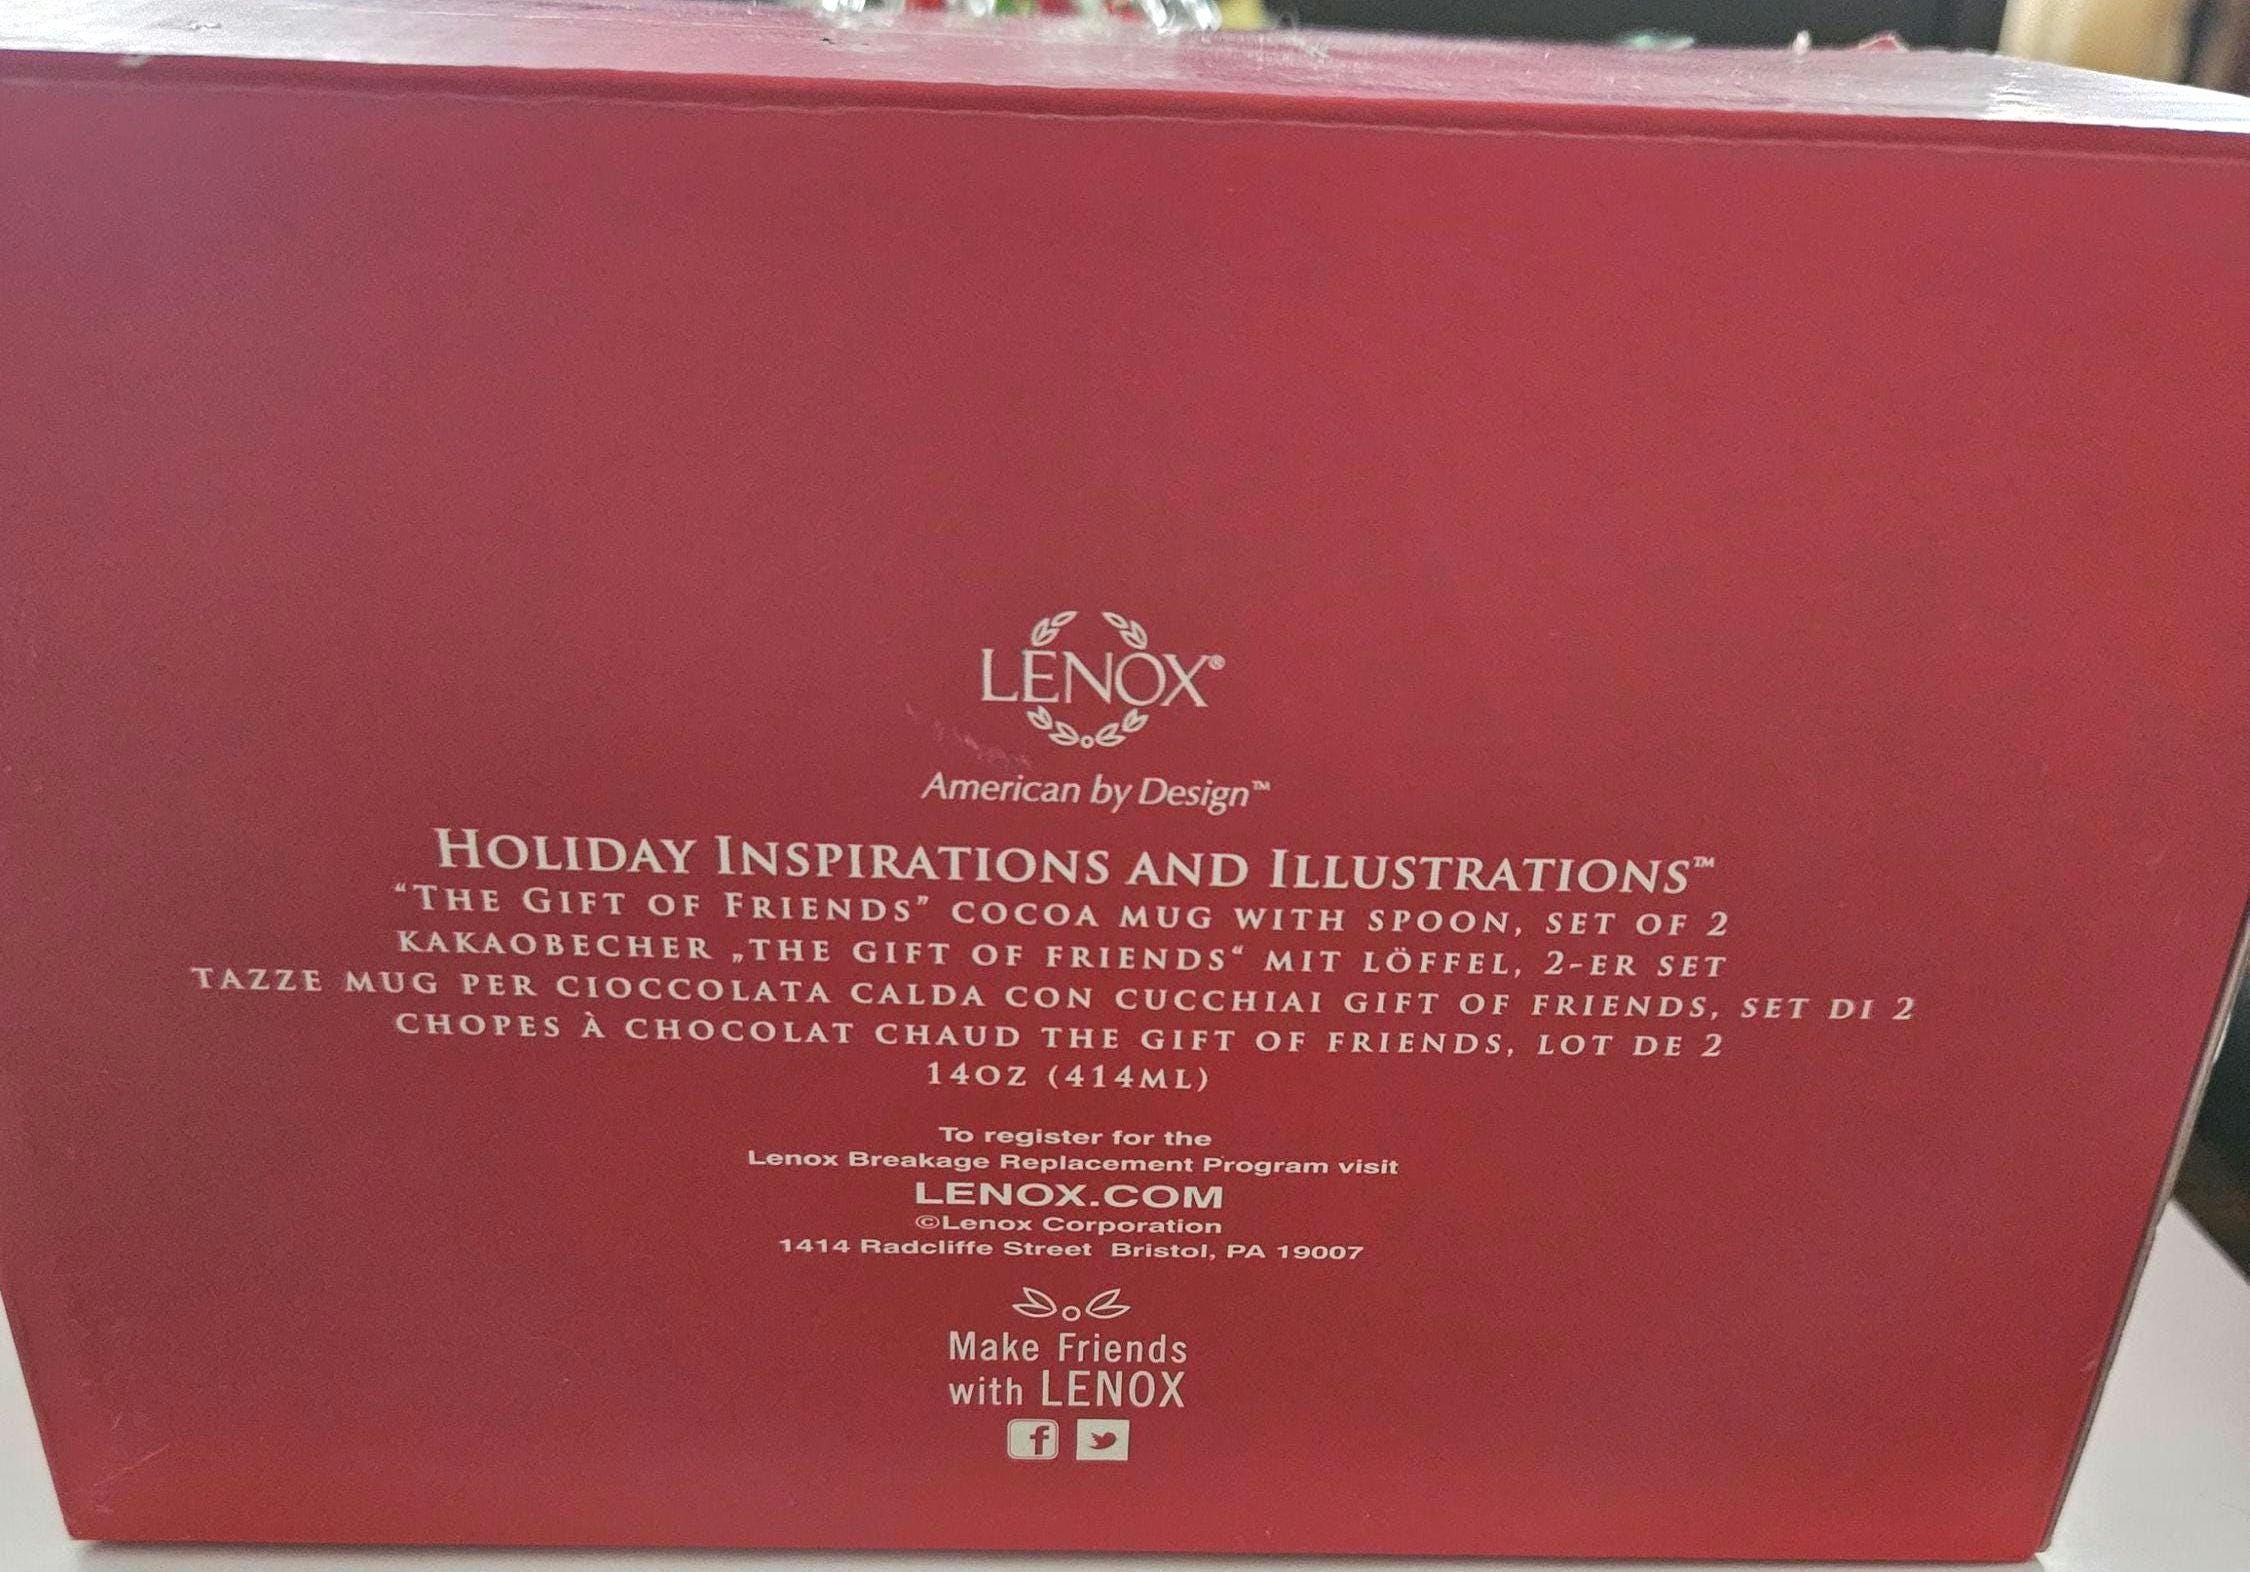 LENOX®
American by Design™
HOLIDAY INSPIRATIONS AND ILLUSTRATIONS™
“THE GIFT OF FRIENDS” COCOA MUG WITH SPOON, SET OF 2
KAKAOBECHER „THE GIFT OF FRIENDS“ MIT LÖFFEL, 2-ER SET
TAZZE MUG PER CIOCCOLATA CALDA CON CUCCHIAI GIFT OF FRIENDS, SET DI 2
CHOPES À CHOCOLAT CHAUD THE GIFT OF FRIENDS, LOT DE 2
14OZ (414ML)
To register for the
Lenox Breakage Replacement Program visit
LENOX.COM
©Lenox Corporation
1414 Radcliffe Street Bristol, PA 19007
Make Friends
with LENOX
f